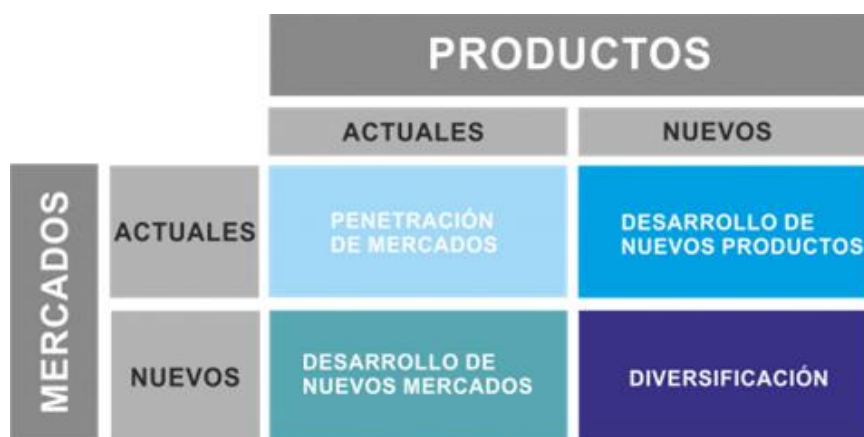 PRODUCTOS
ACTUALES
NUEVOS
MERCADOS
ACTUALES
PENETRACIÓN
DE MERCADOS
DESARROLLO DE
NUEVOS PRODUCTOS
NUEVOS
DESARROLLO DE
NUEVOS MERCADOS
DIVERSIFICACIÓN